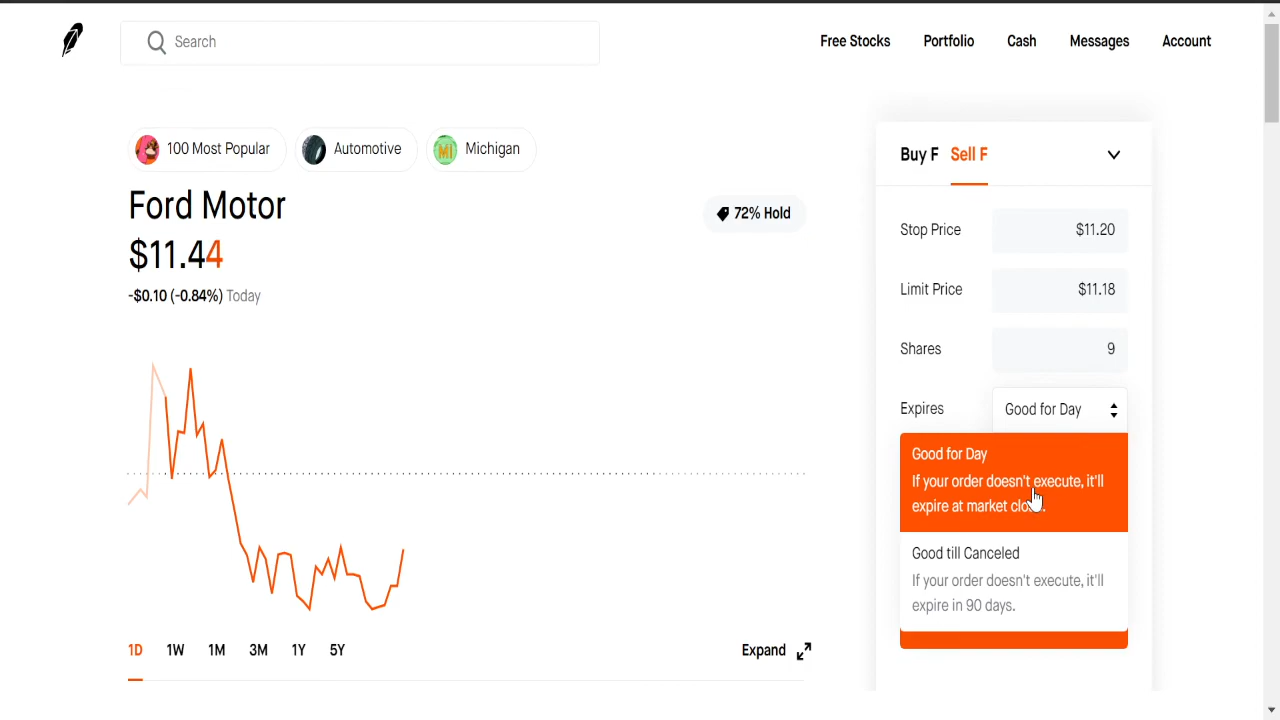 Search
Free Stocks Portfolio Cash Messages Account
100 Most Popular Automotive MI Michigan
Ford Motor
72% Hold
$11.44
-$0.10 (-0.84%) Today
Buy F Sell F
Stop Price $11.20
Limit Price $11.18
Shares 9
Expires Good for Day
Good for Day
If your order doesn't execute, it'll
expire at market
Good till Canceled
If your order doesn't execute, it'll
expire in 90 days.
1D 1W 1M 3M 1Y 5Y
Expand